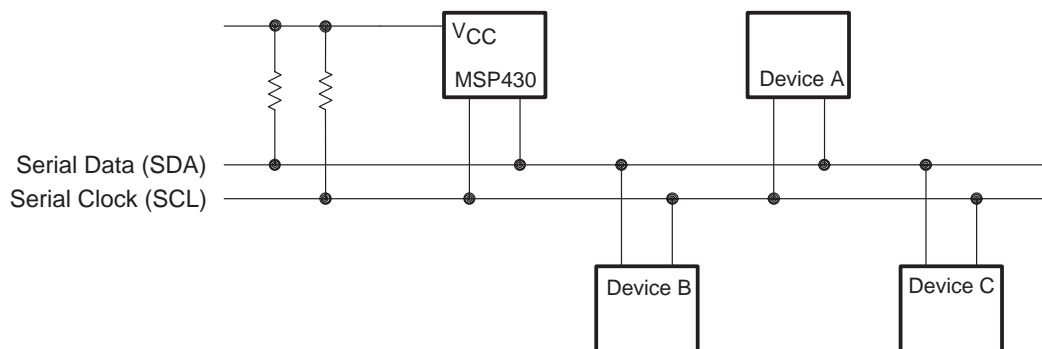 VCC
MSP430
Device A
Serial Data (SDA)
Serial Clock (SCL)
Device B
Device C